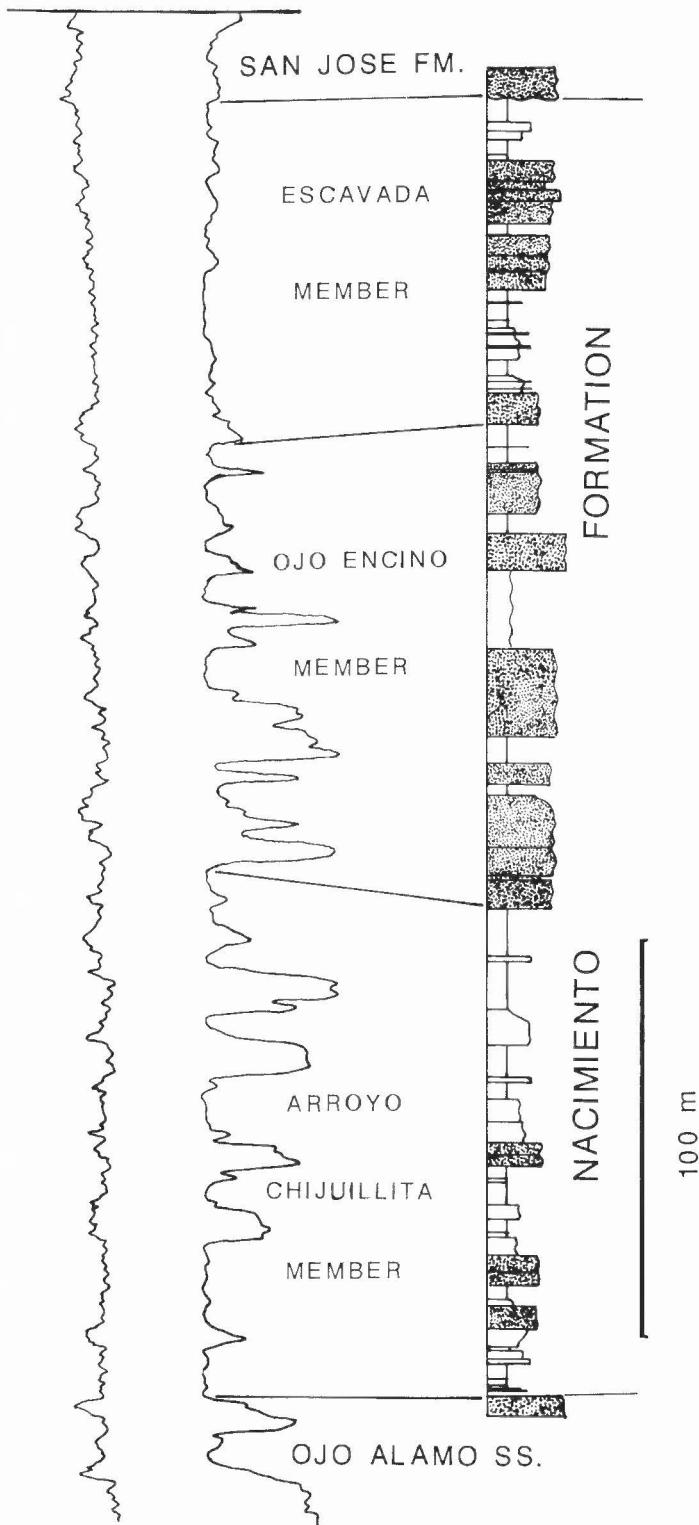 SAN JOSE FM.
ESCAVADA
MEMBER
FORMATION
OJO ENCINO
MEMBER
NACIMIENTO
ARROYO
CHIJUILLITA
MEMBER
100 m
OJO ALAMO SS.